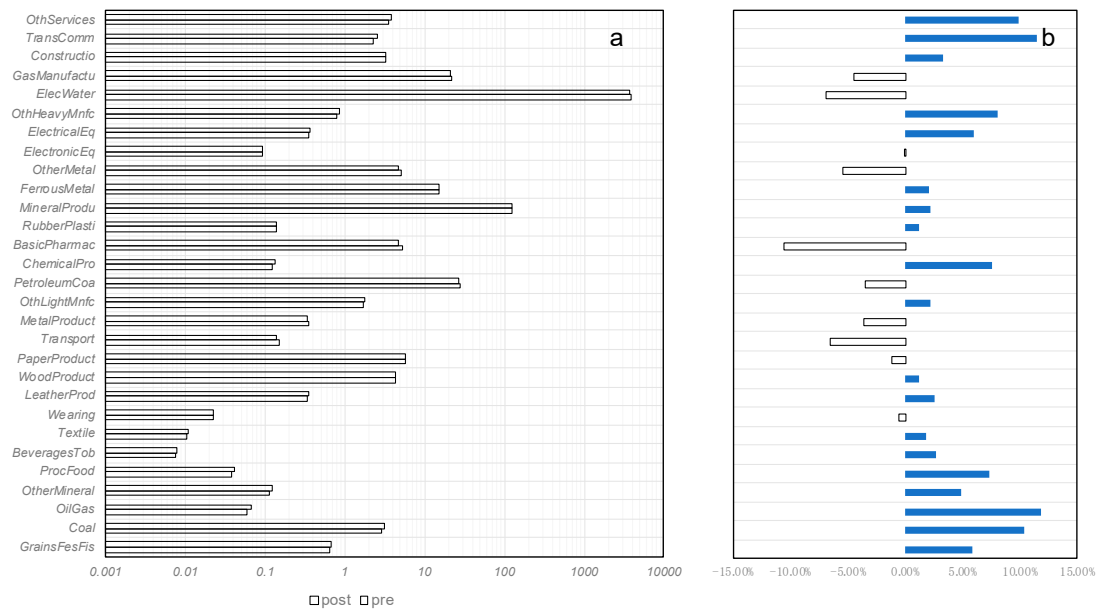 a
b
OthServices
TransComm
Constructio
GasManufactu
ElecWater
OthHeavyMnfc
ElectricalEq
ElectronicEq
OtherMetal
FerrousMetal
MineralProdu
RubberPlasti
BasicPharmac
ChemicalPro
PetroleumCoa
OthLightMnfc
MetalProduct
Transport
PaperProduct
WoodProduct
LeatherProd
Wearing
Textile
BeveragesTob
ProcFood
OtherMineral
OilGas
Coal
GrainsFesFis
0.001 0.01 0.1 1 10 100 1000 10000
-15.00% -10.00% -5.00% 0.00% 5.00% 10.00% 15.00%
post pre